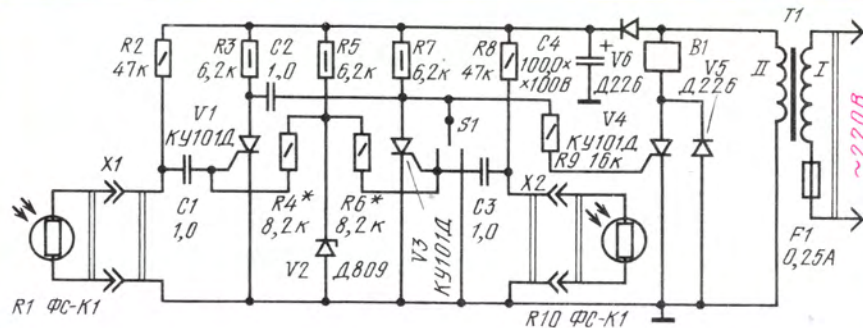 R2
47к
R3
6,2к
C2
1,0
R5
6,2к
R7
6,2к
R8
47к
C4
100,0×
×100В
+
V6
Д226
B1
V5
Д226
T1
II
I
~220В
V1
КУ101Д
S1
V4
КУ101Д
R9 16к
X1
C1
1,0
R4*
8,2к
R6*
8,2к
V2
Д809
V3
КУ101Д
C3
1,0
X2
F1
0,25А
R1 ФС-К1
R10 ФС-К1